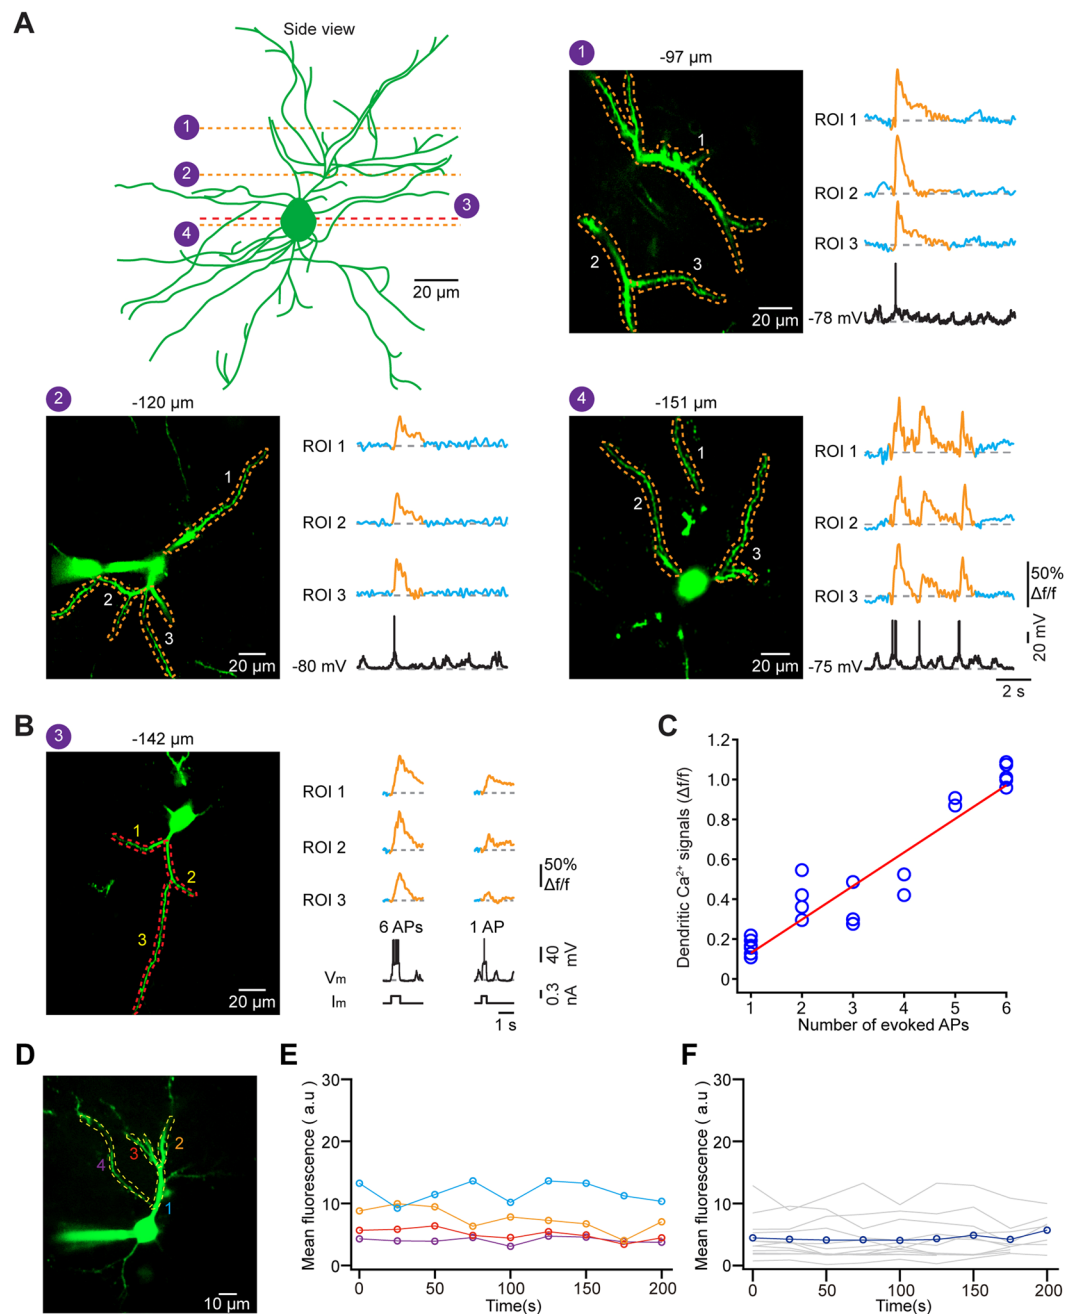 A
Side view
1
2
3
4
20 µm
1
-97 µm
1
2
3
20 µm
ROI 1
ROI 2
ROI 3
-78 mV
2
-120 µm
1
2
3
20 µm
ROI 1
ROI 2
ROI 3
-80 mV
4
-151 µm
1
2
3
20 µm
ROI 1
ROI 2
ROI 3
-75 mV
50%
Δf/f
20 mV
2 s
B
3
-142 µm
1
2
3
20 µm
ROI 1
ROI 2
ROI 3
50%
Δf/f
6 APs
1 AP
Vm
Im
40 mV
0.3 nA
1 s
C
Dendritic Ca²⁺ signals (Δf/f)
1.2
1.0
0.8
0.6
0.4
0.2
0
1 2 3 4 5 6
Number of evoked APs
D
1
2
3
4
10 µm
E
Mean fluorescence ( a.u )
30
20
10
0
0 50 100 150 200
Time(s)
F
Mean fluorescence ( a.u )
30
20
10
0
0 50 100 150 200
Time(s)